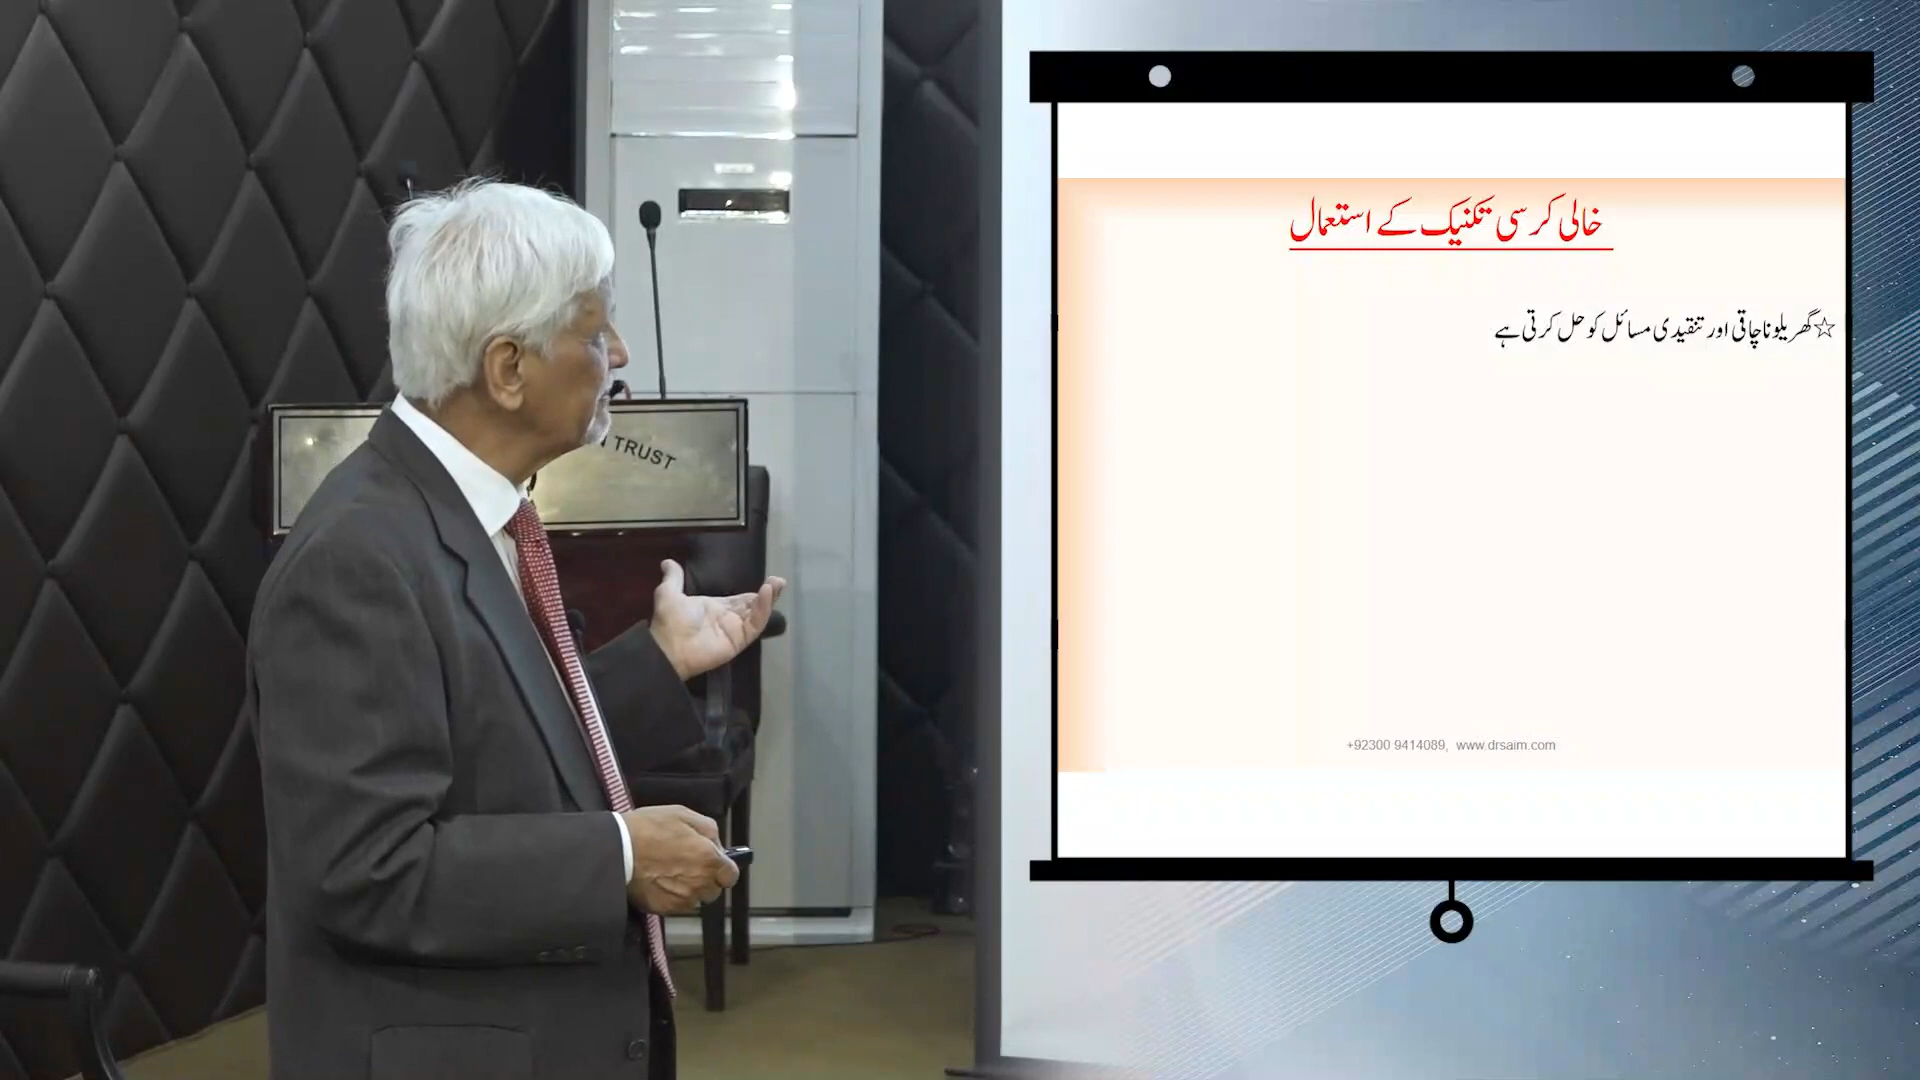 TRUST
خالی کرسی تکنیک کے استعمال
☆گھریلو ناچاقی اور تنقیدی مسائل کو حل کرتی ہے
+92300 9414089, www.drsaim.com